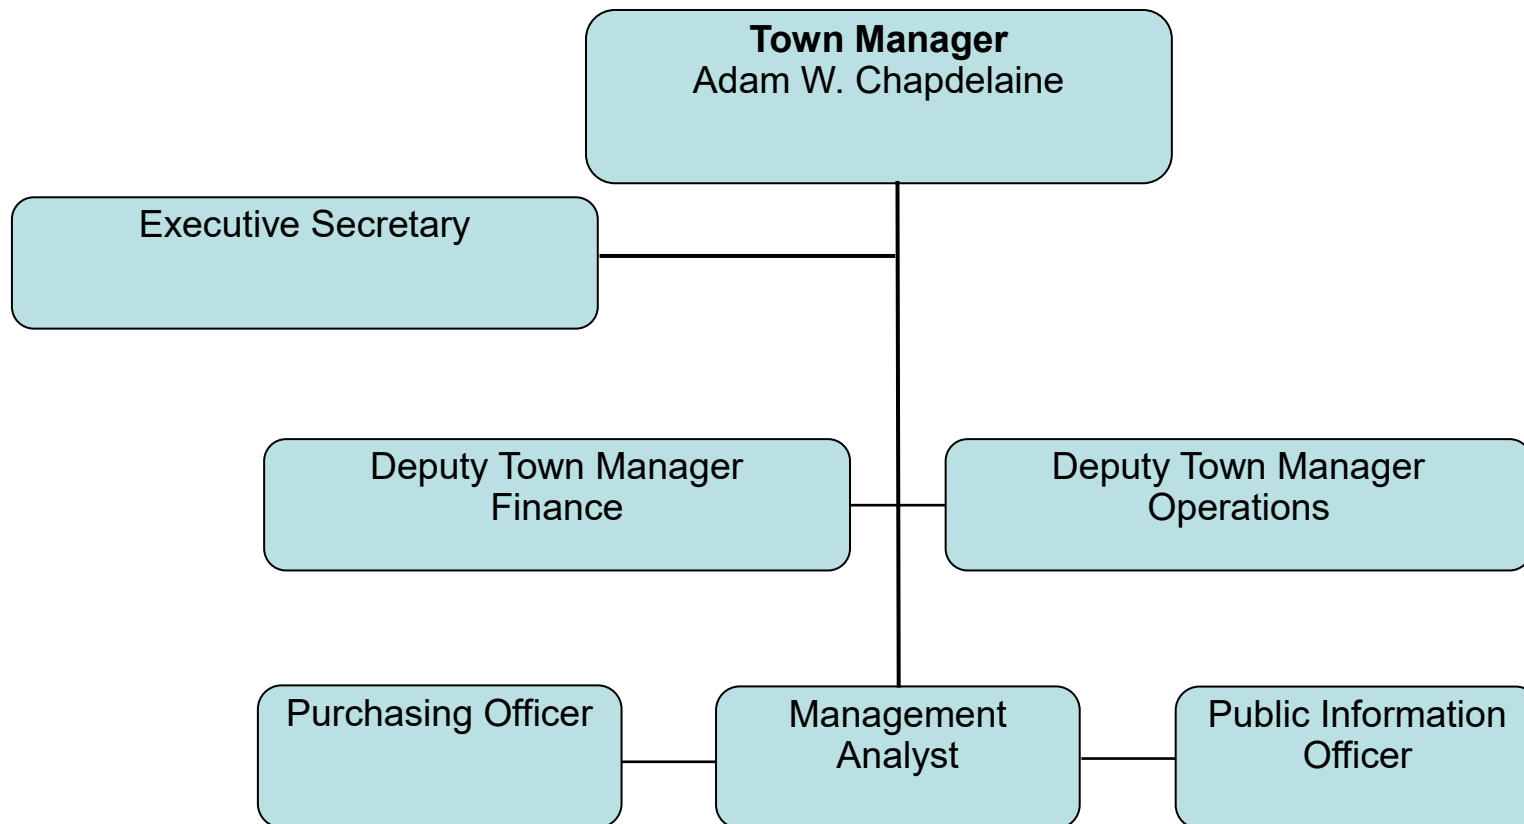 Town Manager
Adam W. Chapdelaine
Executive Secretary
Deputy Town Manager
Finance
Deputy Town Manager
Operations
Purchasing Officer
Management
Analyst
Public Information
Officer